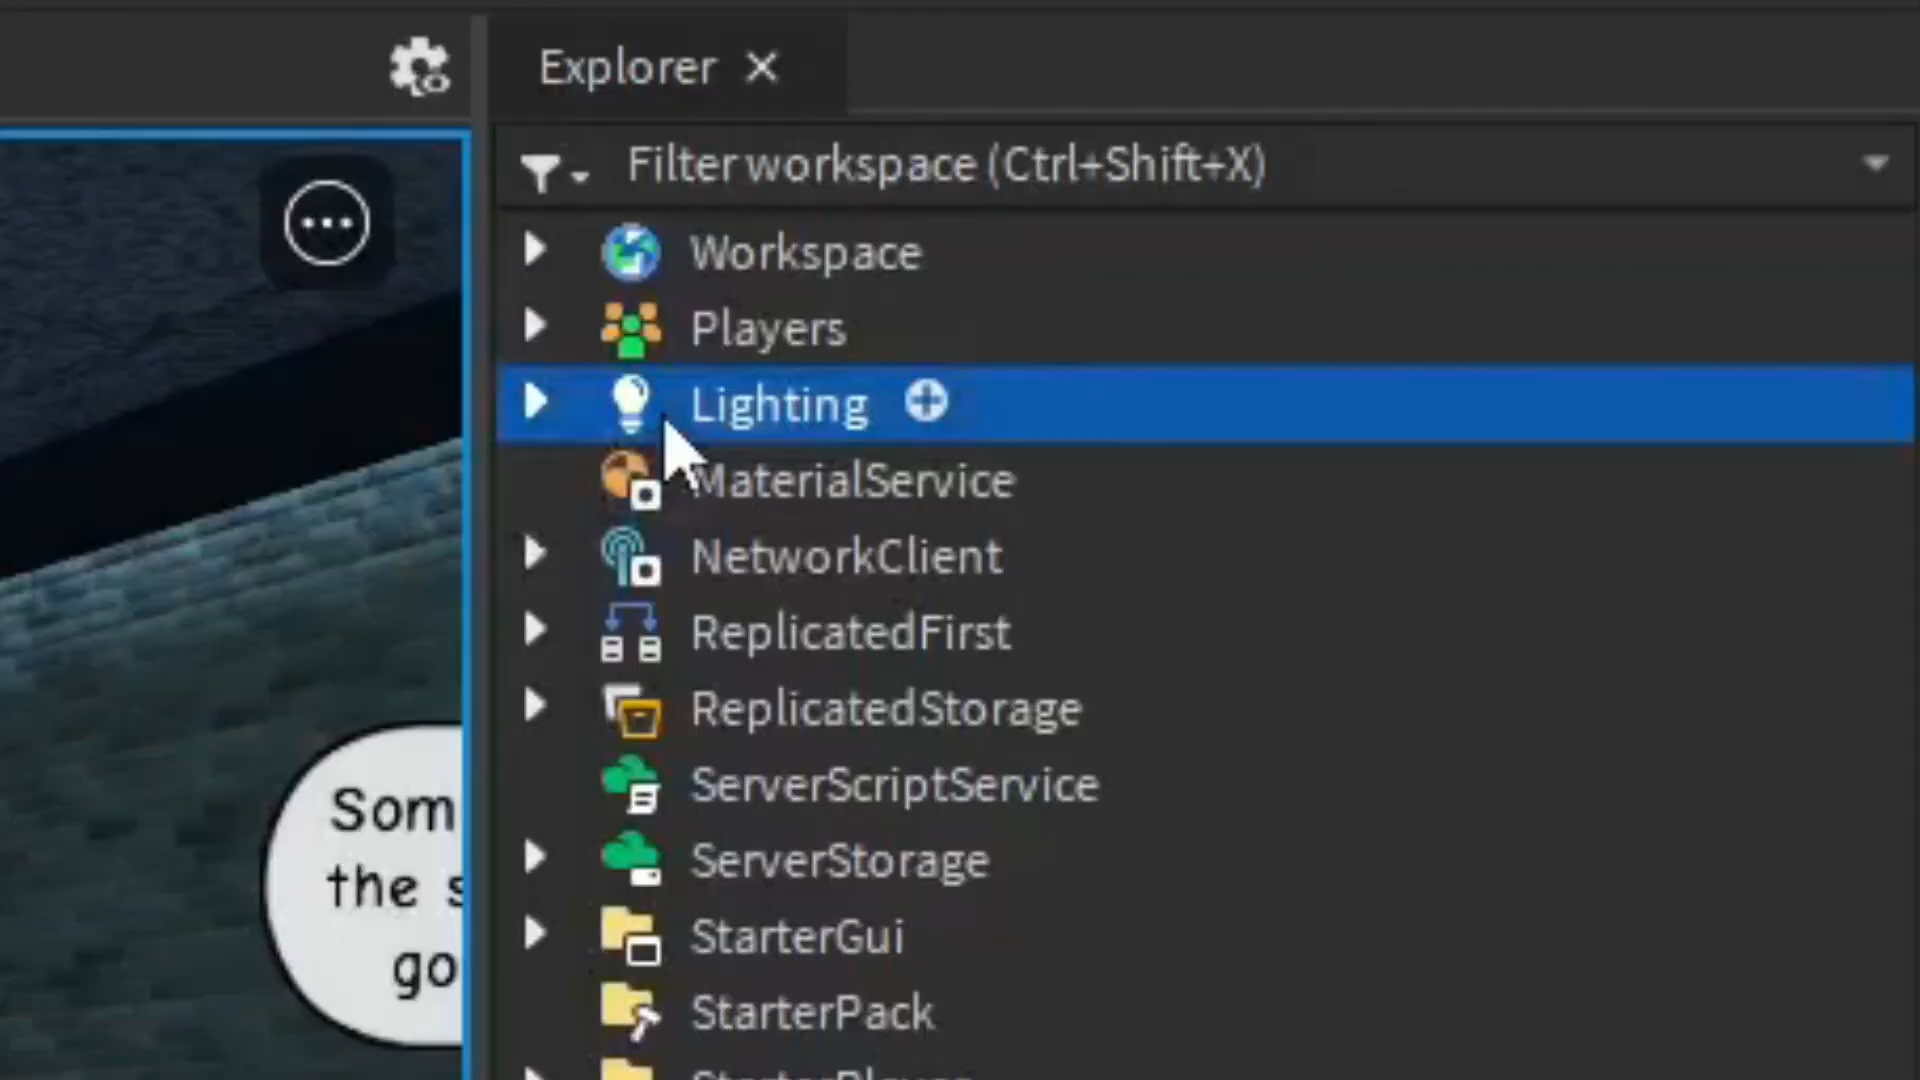 Explorer
Filter workspace (Ctrl+Shift+X)
Workspace
Players
Lighting
MaterialService
NetworkClient
ReplicatedFirst
ReplicatedStorage
ServerScriptService
ServerStorage
StarterGui
StarterPack
Som
the s
go